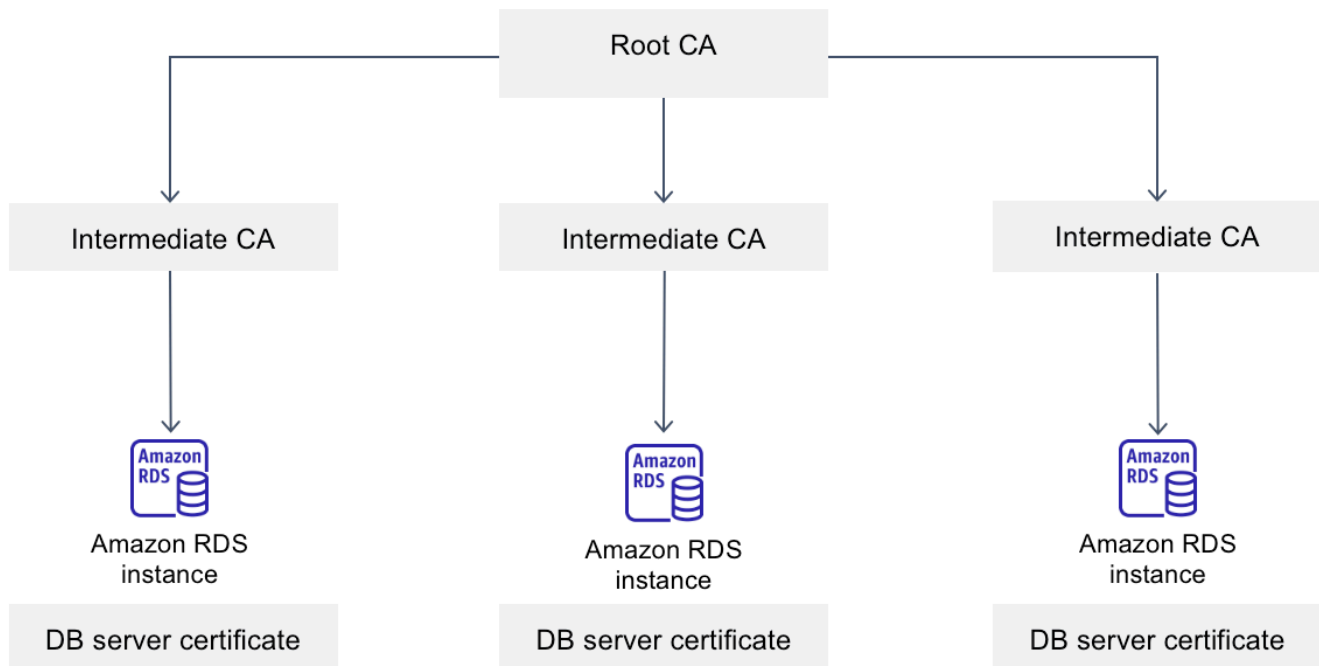 Root CA
Intermediate CA
Intermediate CA
Intermediate CA
Amazon
RDS
Amazon RDS
instance
DB server certificate
Amazon
RDS
Amazon RDS
instance
DB server certificate
Amazon
RDS
Amazon RDS
instance
DB server certificate